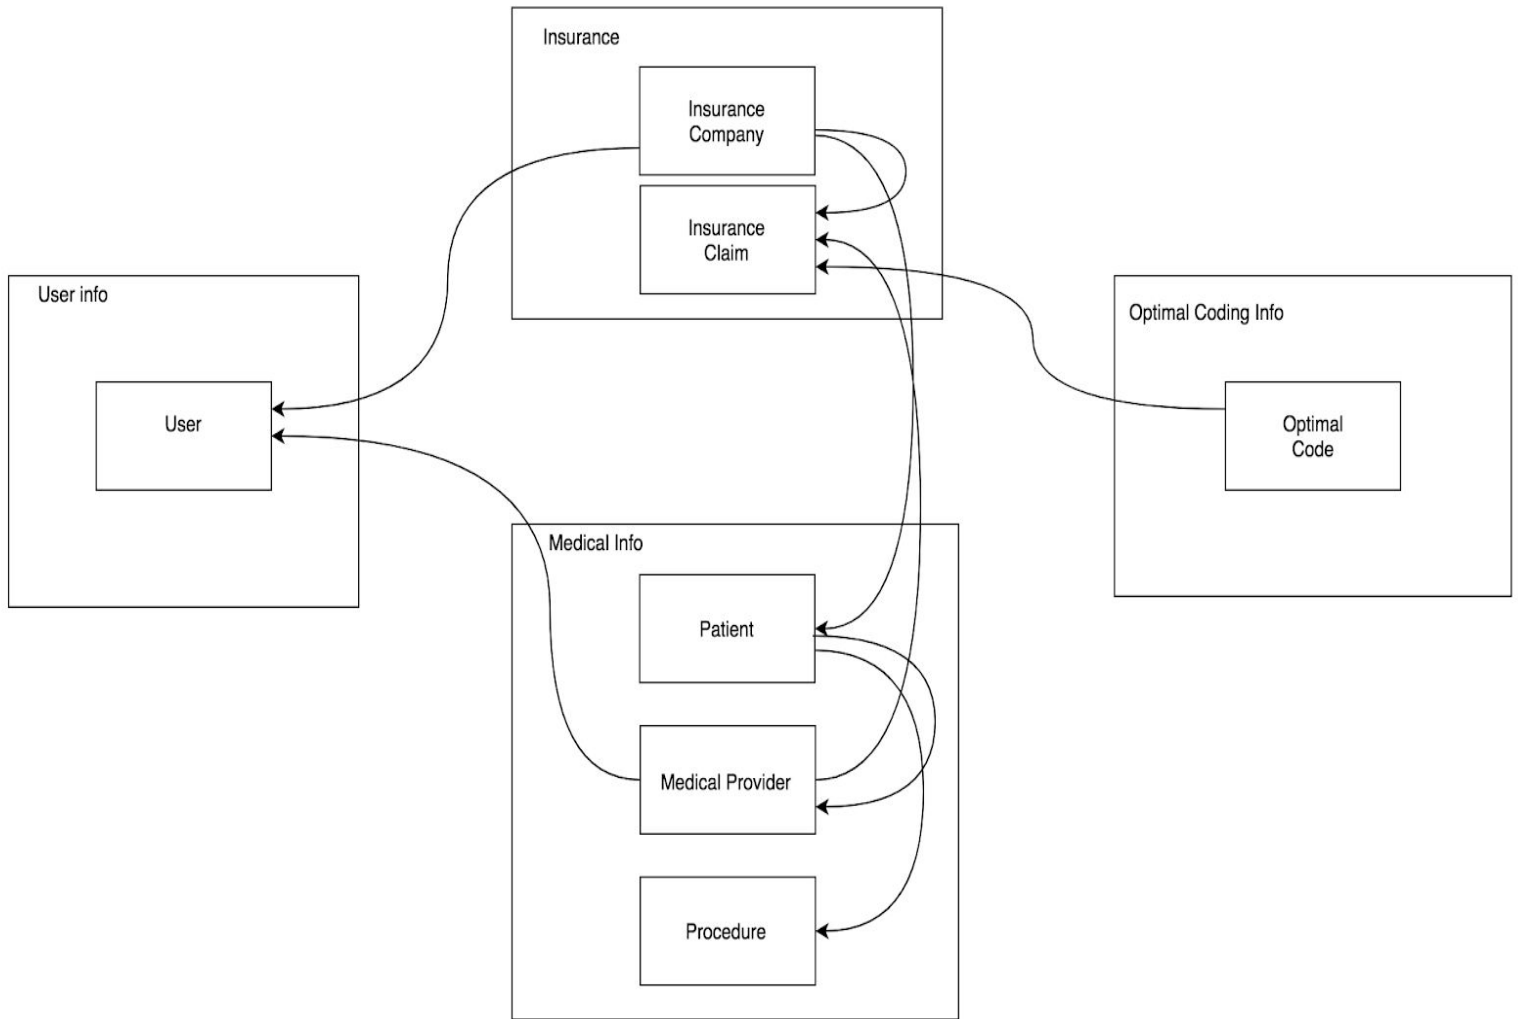 Insurance
Insurance
Company
Insurance
Claim
User info
User
Optimal Coding Info
Optimal
Code
Medical Info
Patient
Medical Provider
Procedure